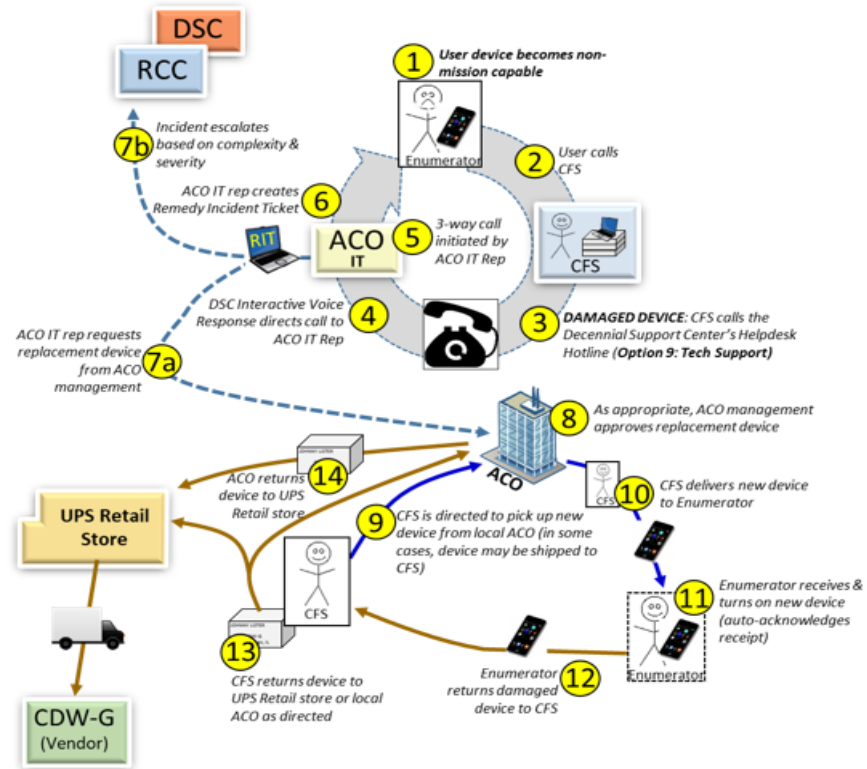 DSC
RCC
1
User device becomes non-
mission capable
Enumerator
7b
Incident escalates
based on complexity &
severity
2
User calls
CFS
6
ACO IT rep creates
Remedy Incident Ticket
RIT
ACO
IT
5
3-way call
initiated by
ACO IT Rep
CFS
4
DSC Interactive Voice
Response directs call to
ACO IT Rep
3
DAMAGED DEVICE: CFS calls the
Decennial Support Center's Helpdesk
Hotline (Option 9: Tech Support)
ACO IT rep requests
replacement device
from ACO
management
7a
8
As appropriate, ACO management
approves replacement device
ACO
14
ACO returns
device to UPS
Retail store
CFS
10
CFS delivers new device
to Enumerator
UPS Retail
Store
9
CFS is directed to pick up new
device from local ACO (in some
cases, device may be shipped to
CFS)
CFS
11
Enumerator receives &
turns on new device
(auto-acknowledges
receipt)
Enumerator
13
CFS returns device to
UPS Retail store or local
ACO as directed
12
Enumerator
returns damaged
device to CFS
CDW-G
(Vendor)